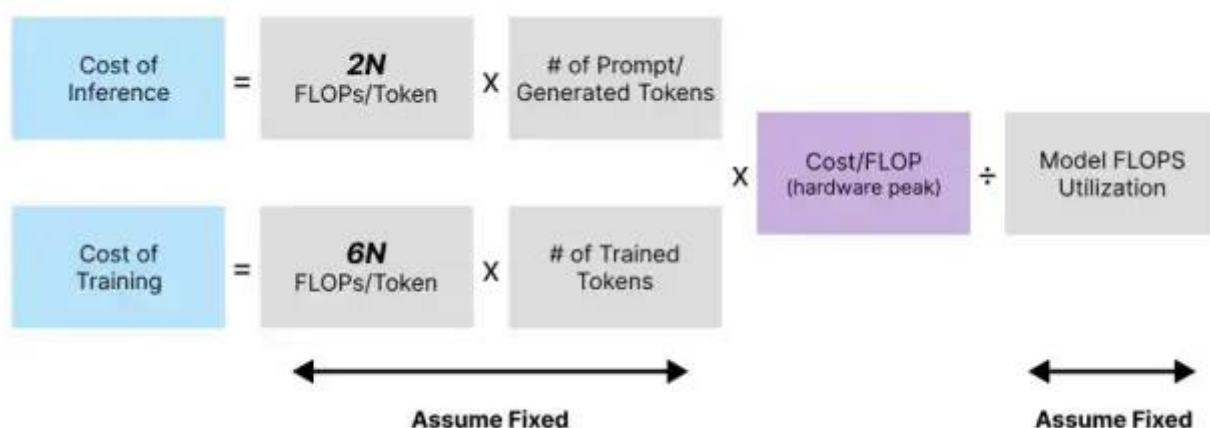 Cost of
Inference
=
2N
FLOPs/Token
X
# of Prompt/
Generated Tokens
Cost of
Training
=
6N
FLOPs/Token
X
# of Trained
Tokens
X
Cost/FLOP
(hardware peak)
÷
Model FLOPS
Utilization
Assume Fixed
Assume Fixed